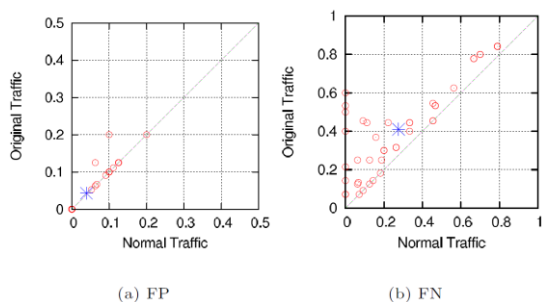 0.5
0.4
0.3
0.2
0.1
0
0 0.1 0.2 0.3 0.4 0.5
Original Traffic
Normal Traffic
(a) FP
1
0.8
0.6
0.4
0.2
0
0 0.2 0.4 0.6 0.8 1
Original Traffic
Normal Traffic
(b) FN